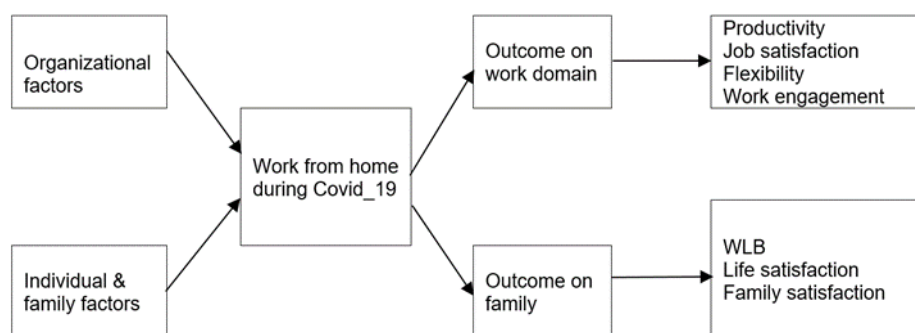 Organizational
factors
Individual &
family factors
Work from home
during Covid_19
Outcome on
work domain
Outcome on
family
Productivity
Job satisfaction
Flexibility
Work engagement
WLB
Life satisfaction
Family satisfaction